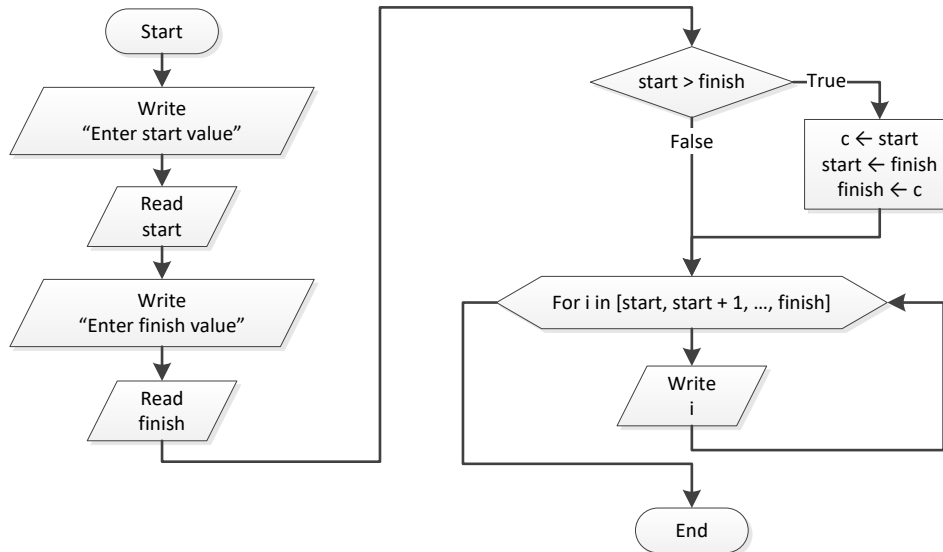 Start
Write
“Enter start value”
Read
start
Write
“Enter finish value”
Read
finish
start > finish
True
False
c ← start
start ← finish
finish ← c
For i in [start, start + 1, …, finish]
Write
i
End